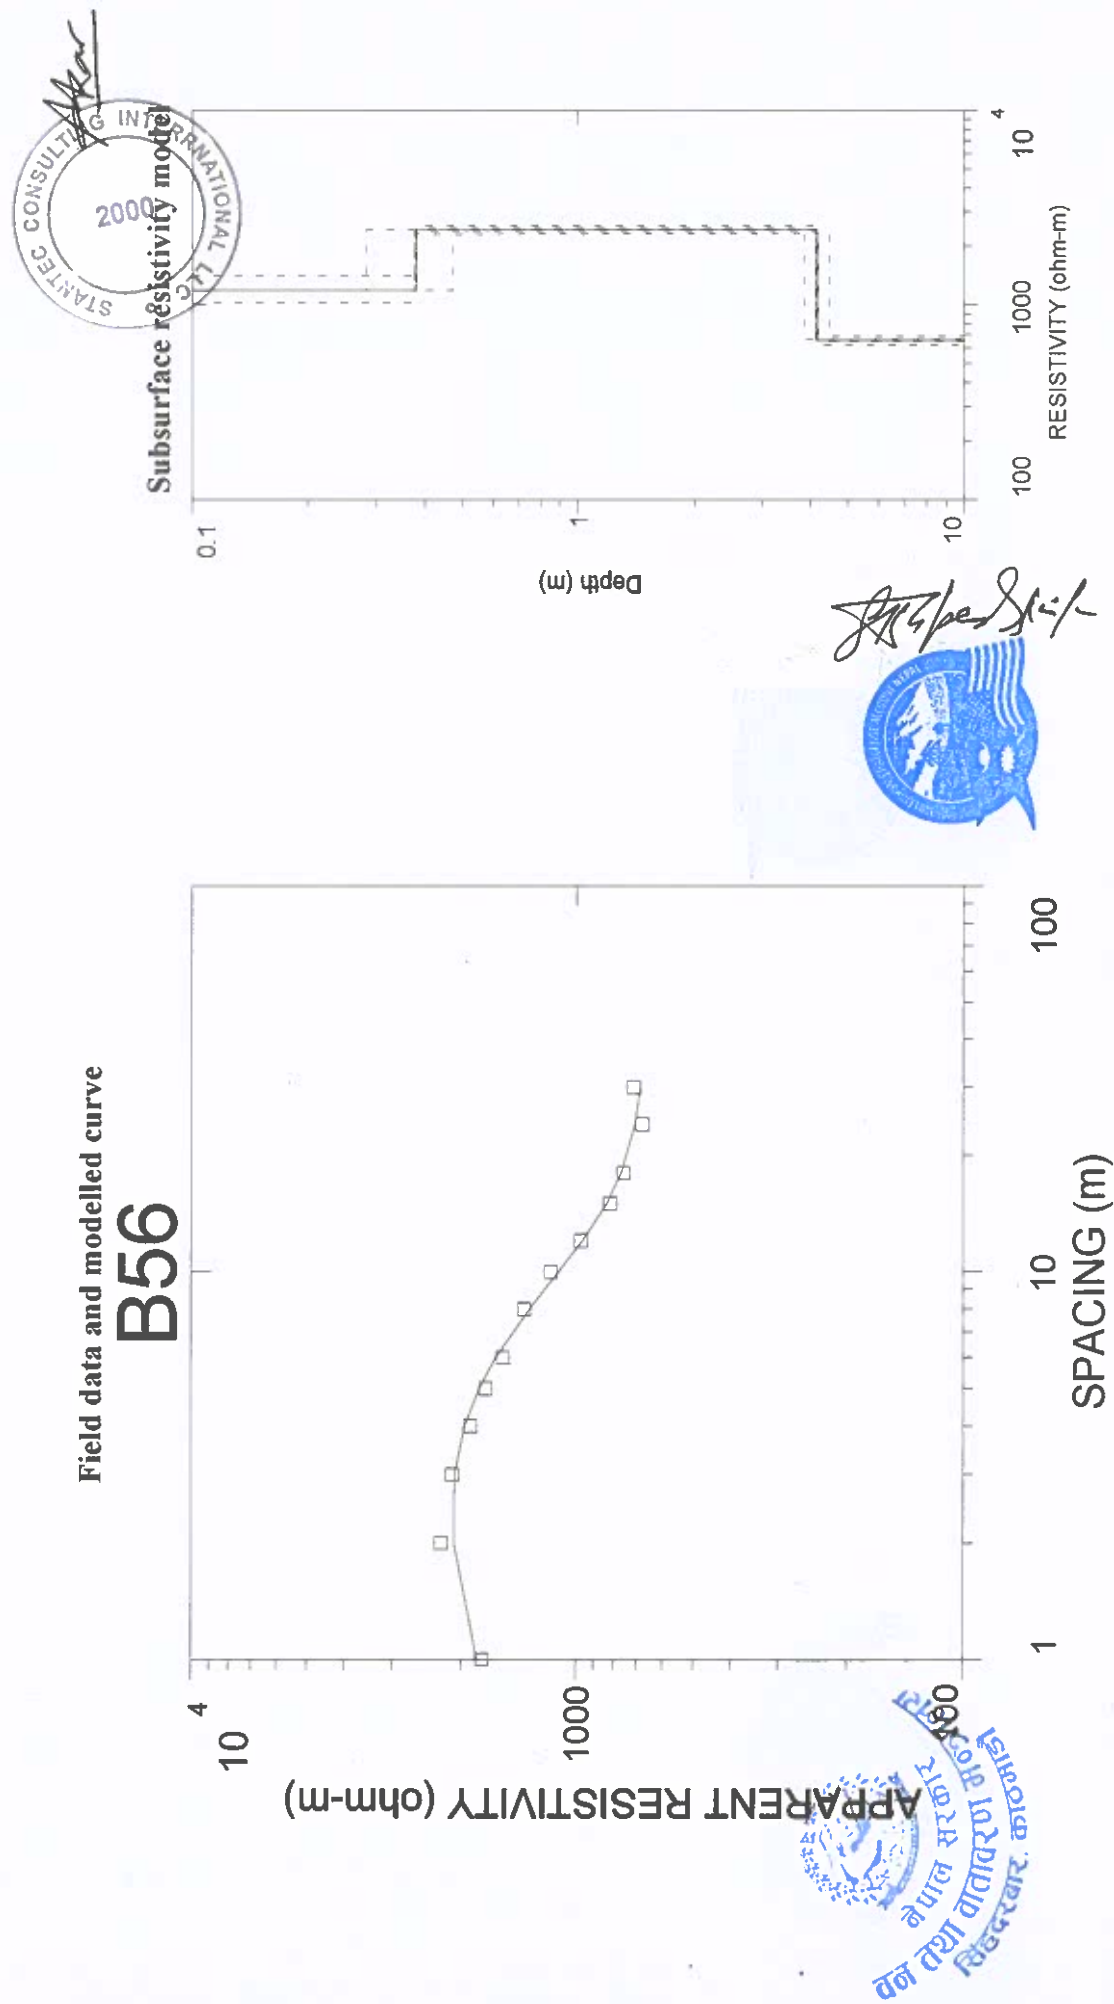 Field data and modelled curve
B56
APPARENT RESISTIVITY (ohm-m)
10 4
1000
100
1
10
100
SPACING (m)
Subsurface resistivity model
0.1
1
10
Depth (m)
100
1000
10 4
RESISTIVITY (ohm-m)
STANTEC CONSULTING INTERRNATIONAL LLC
2000
नेपाल सरकार
वन तथा वातावरण मन्त्रालय
सिंहदरबार, काठमाडौं